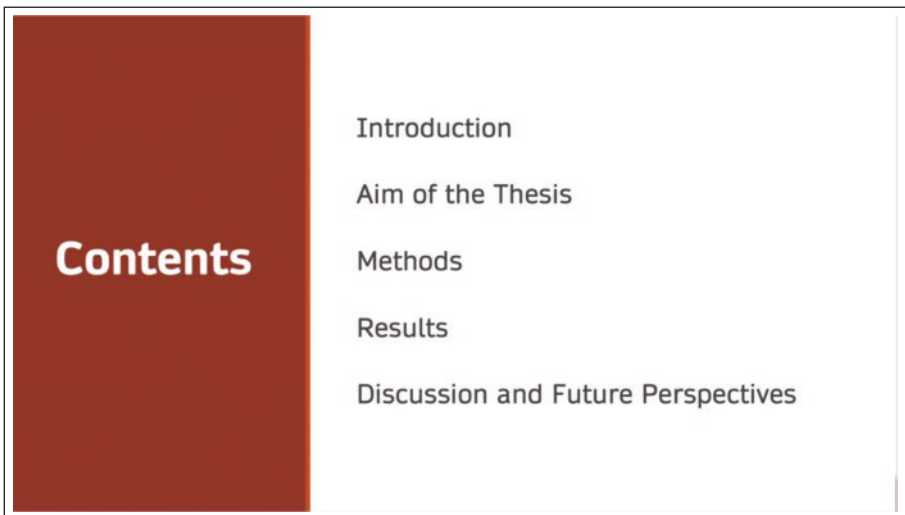 Contents
Introduction
Aim of the Thesis
Methods
Results
Discussion and Future Perspectives